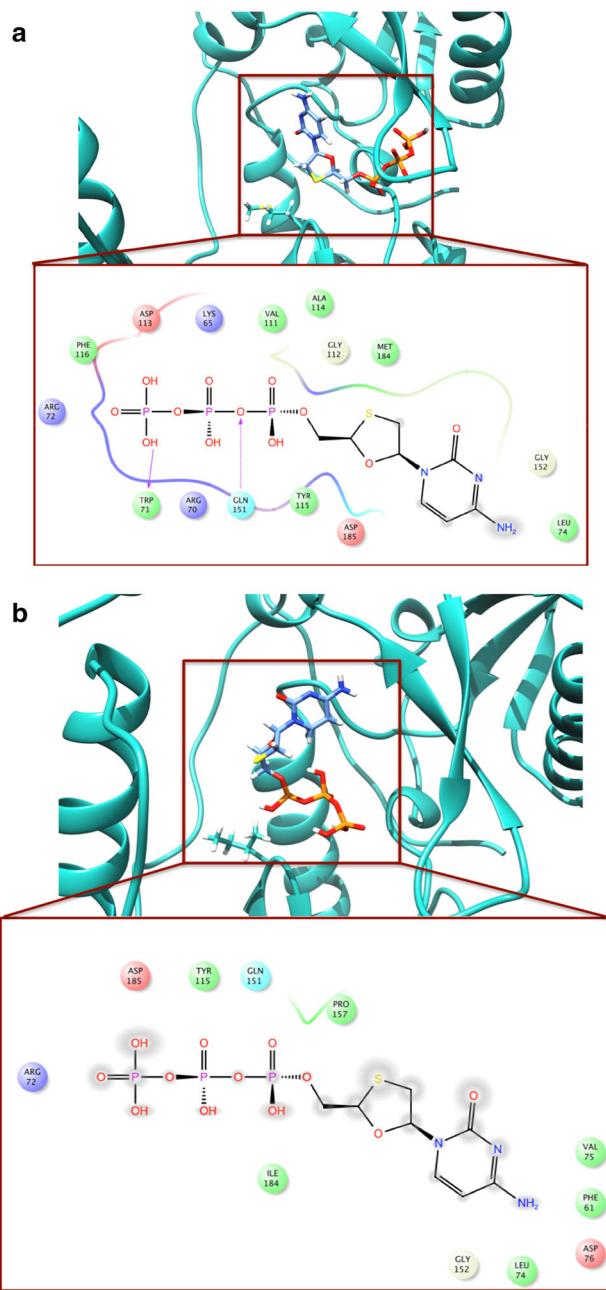 a
ASP
113
LYS
65
VAL
111
ALA
114
PHE
116
GLY
112
MET
184
ARG
72
OH O O
O P O P O P O S O
OH OH OH O N N
NH2
GLY
152
TRP
71
ARG
70
GLN
151
TYR
115
ASP
185
LEU
74
b
ASP
185
TYR
115
GLN
151
PRO
157
ARG
72
OH O O
O P O P O P O S O
OH OH OH O N N
NH2
ILE
184
VAL
75
PHE
61
ASP
76
GLY
152
LEU
74